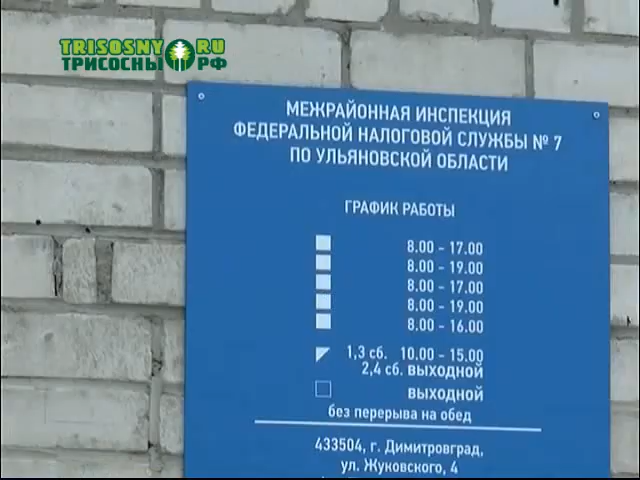 TRISOSNY RU
ТРИСОСНЫ РФ
МЕЖРАЙОННАЯ ИНСПЕКЦИЯ
ФЕДЕРАЛЬНОЙ НАЛОГОВОЙ СЛУЖБЫ № 7
ПО УЛЬЯНОВСКОЙ ОБЛАСТИ
ГРАФИК РАБОТЫ
8.00 - 17.00
8.00 - 19.00
8.00 - 17.00
8.00 - 19.00
8.00 - 16.00
1,3 сб. 10.00 - 15.00
2,4 сб. выходной
выходной
без перерыва на обед
433504, г. Димитровград,
ул. Жуковского, 4